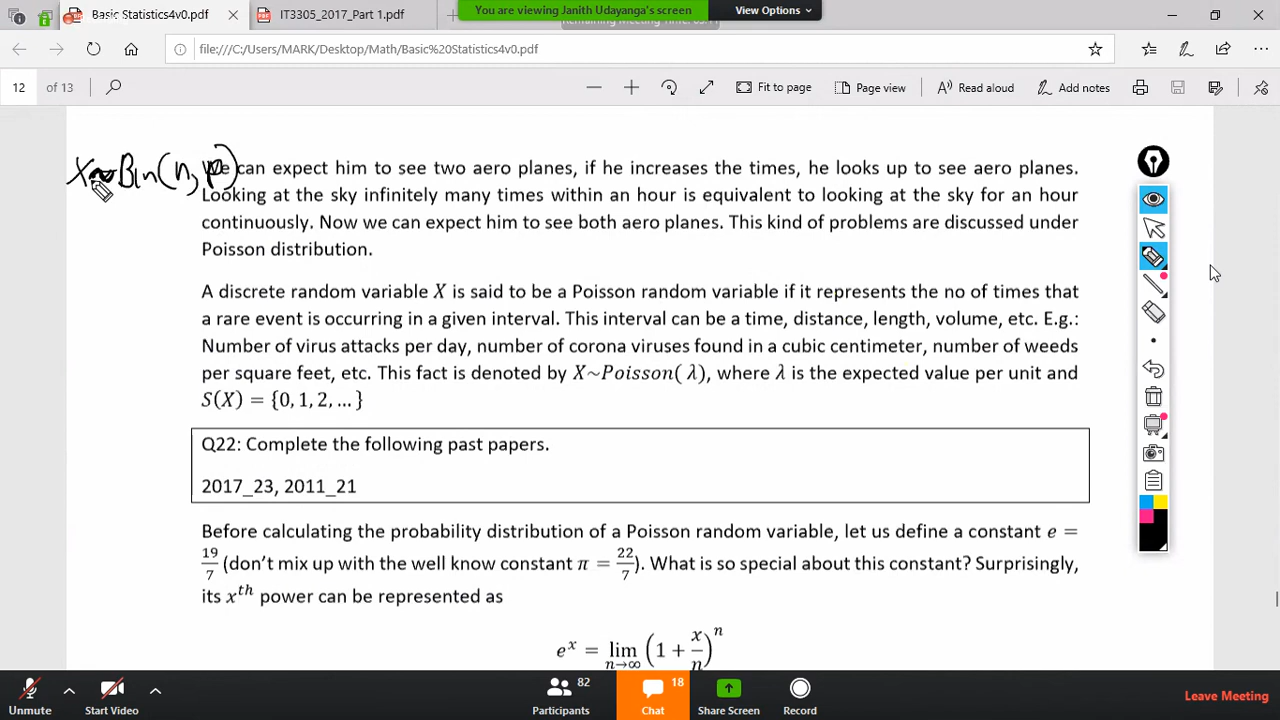 Basic Statistics4v0.pdf
IT3305_2017_Part 1.pdf
You are viewing Janith Udayanga's screen
View Options
file:///C:/Users/MARK/Desktop/Math/Basic%20Statistics4v0.pdf
12 of 13
Fit to page
Page view
Read aloud
Add notes
X~Bin(n, p)
We can expect him to see two aero planes, if he increases the times, he looks up to see aero planes.
Looking at the sky infinitely many times within an hour is equivalent to looking at the sky for an hour
continuously. Now we can expect him to see both aero planes. This kind of problems are discussed under
Poisson distribution.
A discrete random variable X is said to be a Poisson random variable if it represents the no of times that
a rare event is occurring in a given interval. This interval can be a time, distance, length, volume, etc. E.g.:
Number of virus attacks per day, number of corona viruses found in a cubic centimeter, number of weeds
per square feet, etc. This fact is denoted by X~Poisson( λ), where λ is the expected value per unit and
S(X) = {0, 1, 2, … }
Q22: Complete the following past papers.
2017_23, 2011_21
Before calculating the probability distribution of a Poisson random variable, let us define a constant e =
19/7 (don't mix up with the well know constant π = 22/7). What is so special about this constant? Surprisingly,
its x^th power can be represented as
e^x = lim n→∞ (1 + x/n)^n
Unmute
Start Video
82
Participants
18
Chat
Share Screen
Record
Leave Meeting